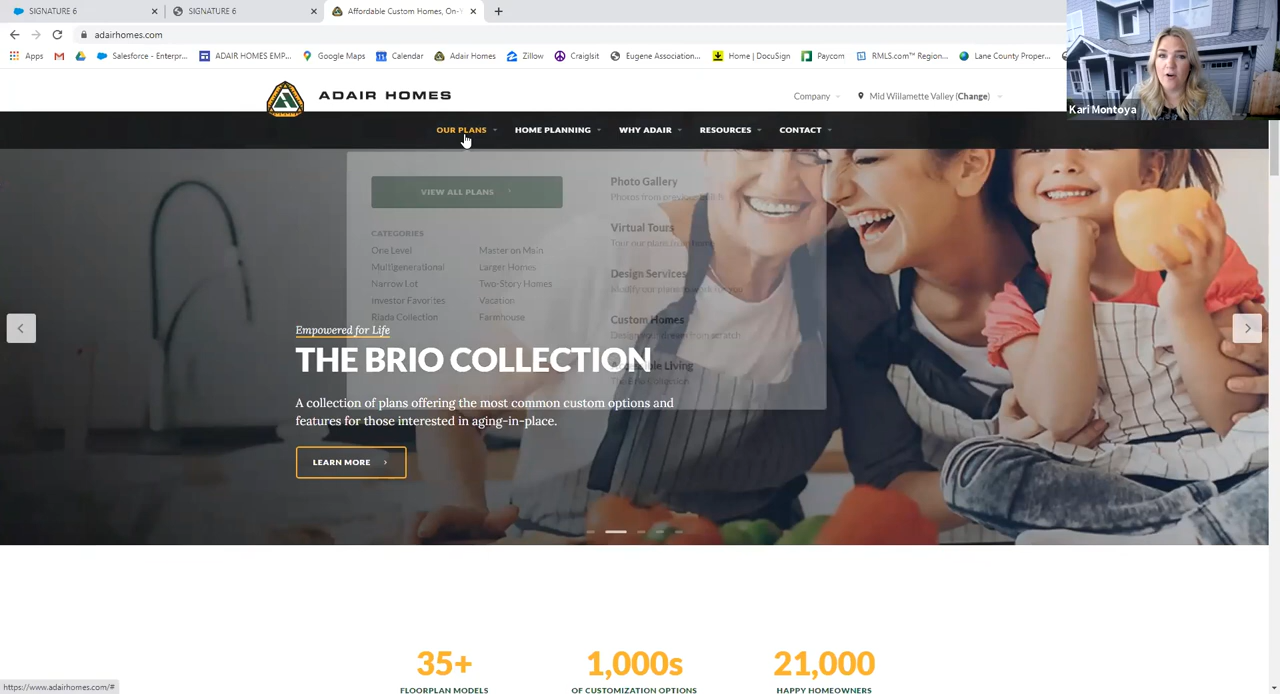 SIGNATURE 6
SIGNATURE 6
Affordable Custom Homes, On-Y
adairhomes.com
Apps
Salesforce - Enterpr...
ADAIR HOMES EMP...
Google Maps
Calendar
Adair Homes
Zillow
Craiglsit
Eugene Association...
Home | DocuSign
Paycom
RMLS.com™ Region...
Lane County Proper...
Kari Montoya
ADAIR HOMES
Company
Mid Willamette Valley (Change)
OUR PLANS
HOME PLANNING
WHY ADAIR
RESOURCES
CONTACT
VIEW ALL PLANS
CATEGORIES
One Level
Master on Main
Multigenerational
Larger Homes
Narrow Lot
Two-Story Homes
Investor Favorites
Vacation
Riada Collection
Farmhouse
Photo Gallery
Virtual Tours
Design Services
Custom Homes
Empowered for Life
THE BRIO COLLECTION
A collection of plans offering the most common custom options and
features for those interested in aging-in-place.
LEARN MORE
35+
FLOORPLAN MODELS
1,000s
OF CUSTOMIZATION OPTIONS
21,000
HAPPY HOMEOWNERS
https://www.adairhomes.com/#